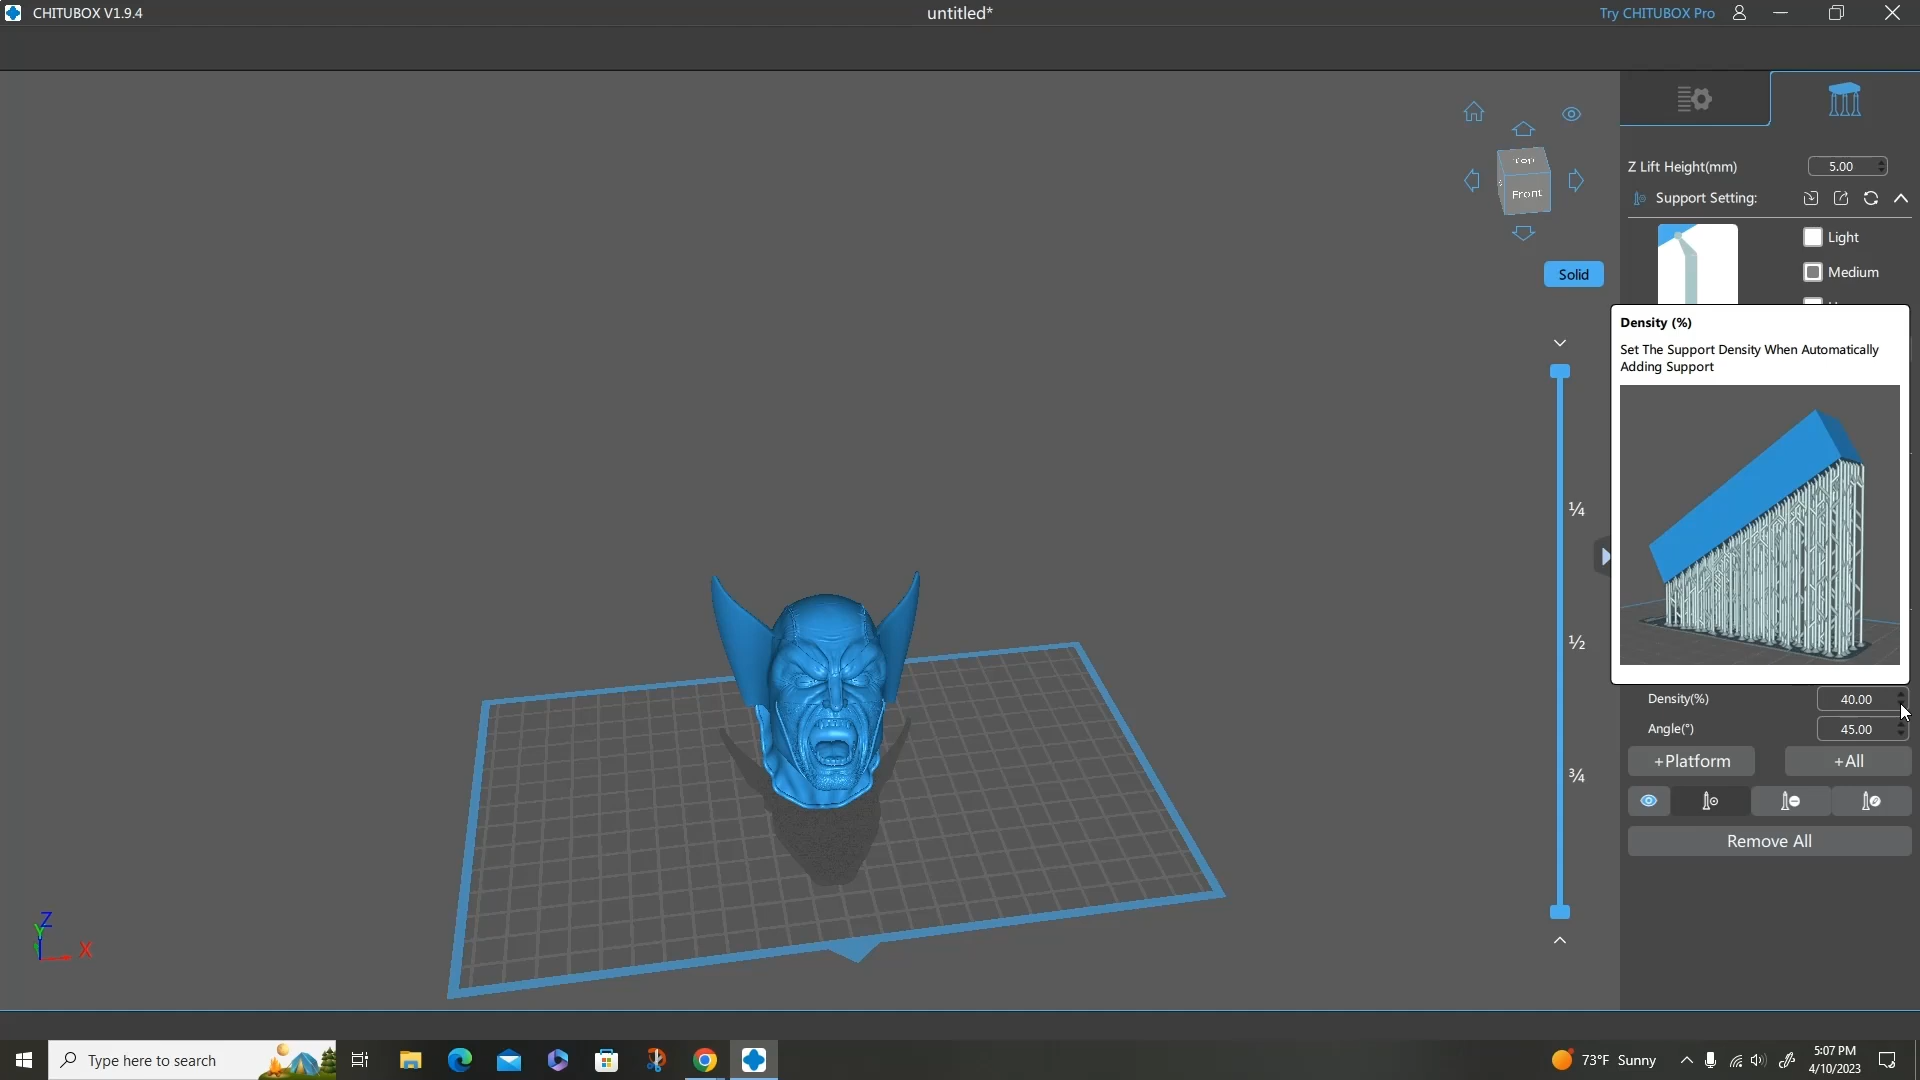 CHITUBOX V1.9.4
untitled*
Try CHITUBOX Pro
Z Lift Height(mm)
5.00
Support Setting:
Top
Front
Light
Medium
Solid
Density (%)
Set The Support Density When Automatically
Adding Support
¼
½
¾
Density(%)
40.00
Angle(°)
45.00
+Platform
+All
Remove All
Z
Y
X
Type here to search
73°F Sunny
5:07 PM
4/10/2023